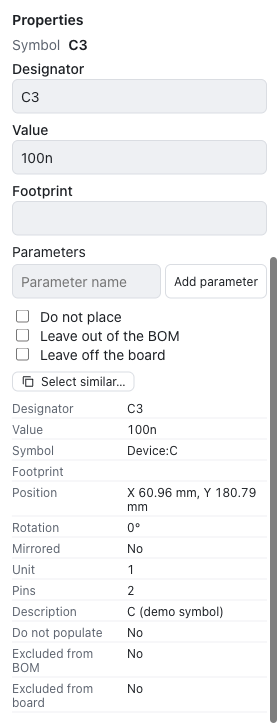 Properties
Symbol C3
Designator
C3
Value
100n
Footprint
Parameters
Parameter name Add parameter
Do not place
Leave out of the BOM
Leave off the board
Select similar...
Designator C3
Value 100n
Symbol Device:C
Footprint
Position X 60.96 mm, Y 180.79
mm
Rotation 0°
Mirrored No
Unit 1
Pins 2
Description C (demo symbol)
Do not populate No
Excluded from No
BOM
Excluded from No
board